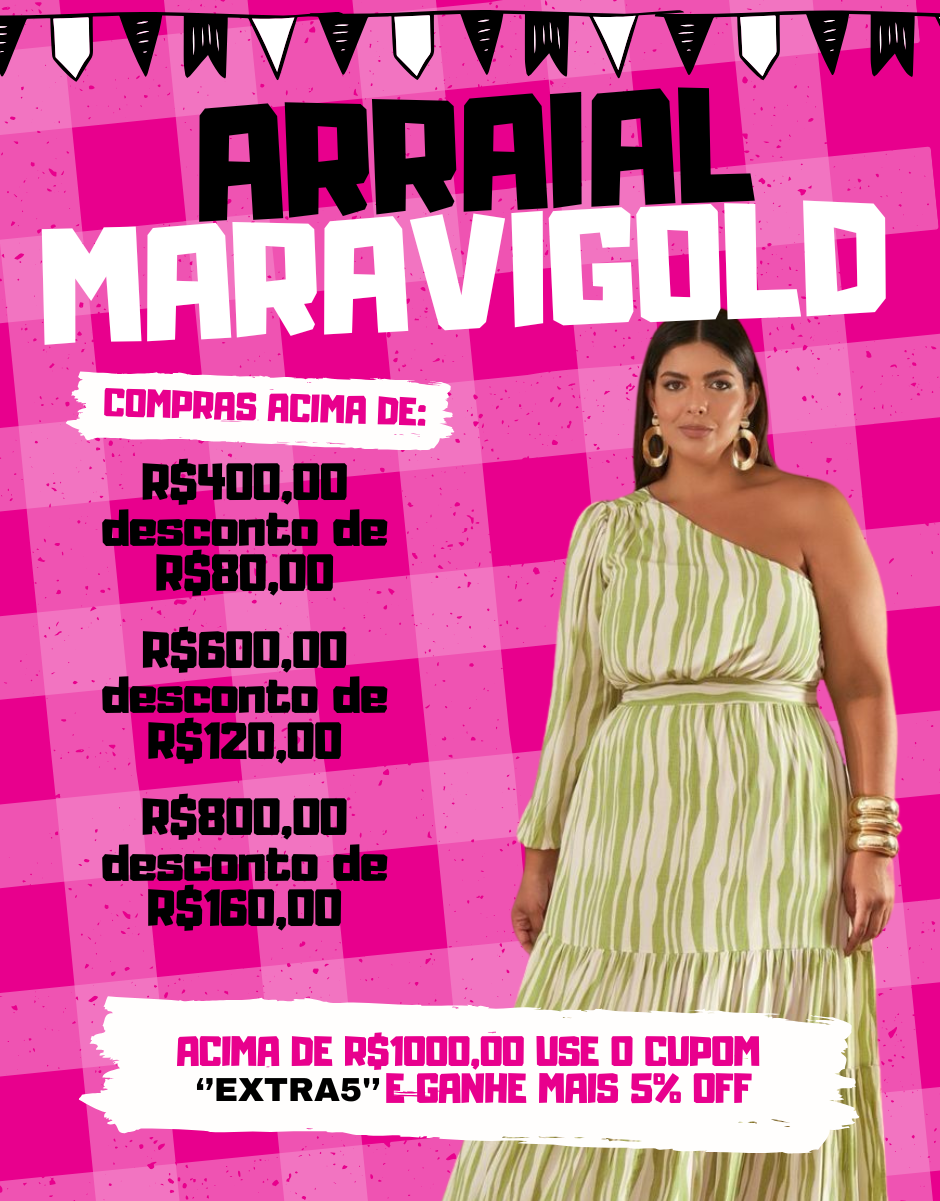 ARRAIAL
MARAVIGOLD
COMPRAS ACIMA DE:
R$400,00
desconto de
R$80,00
R$600,00
desconto de
R$120,00
R$800,00
desconto de
R$160,00
ACIMA DE R$1000,00 USE O CUPOM
‘’EXTRA5’’ E GANHE MAIS 5% OFF